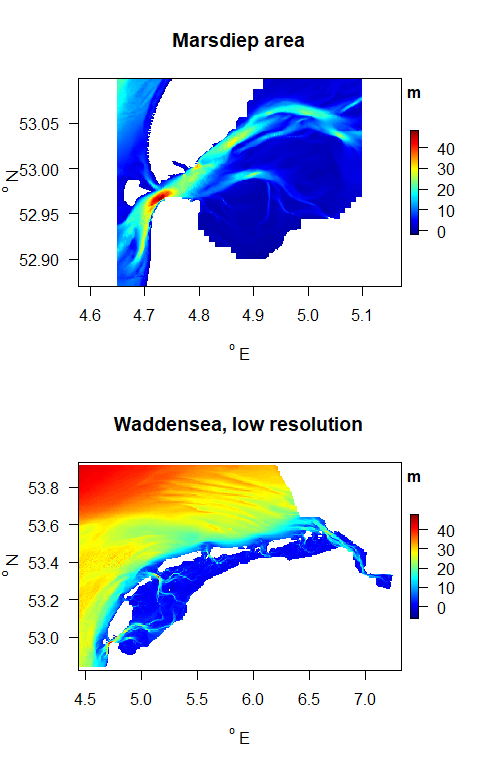 Marsdiep area
m
53.05
53.00
52.95
52.90
° N
40
30
20
10
0
4.6 4.7 4.8 4.9 5.0 5.1
° E
Waddensea, low resolution
m
53.8
53.6
53.4
53.2
53.0
° N
40
30
20
10
0
4.5 5.0 5.5 6.0 6.5 7.0
° E